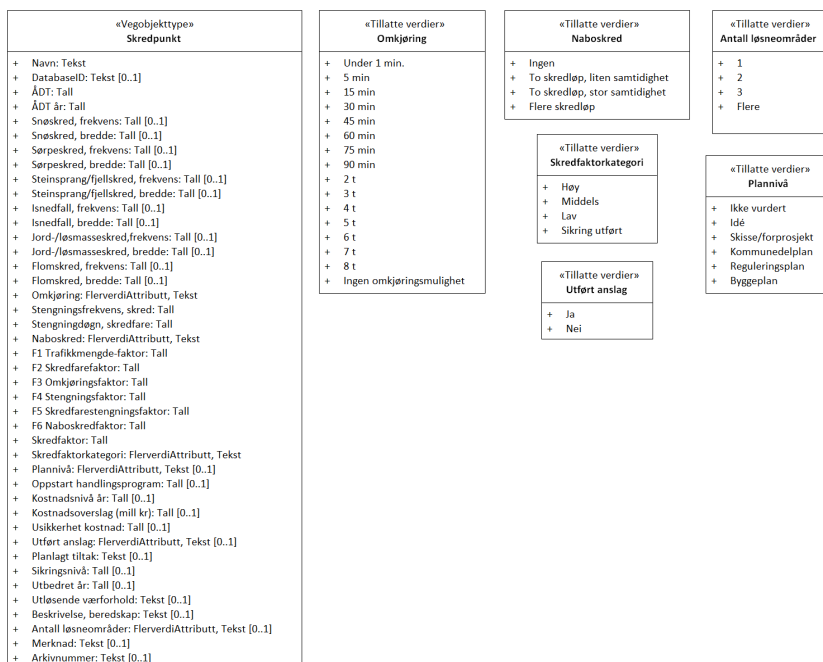 «Vegobjekttype»
Skredpunkt
+ Navn: Tekst
+ DatabaseID: Tekst [0..1]
+ ÅDT: Tall
+ ÅDT år: Tall
+ Snøskred, frekvens: Tall [0..1]
+ Snøskred, bredde: Tall [0..1]
+ Sørpeskred, frekvens: Tall [0..1]
+ Sørpeskred, bredde: Tall [0..1]
+ Steinsprang/fjellskred, frekvens: Tall [0..1]
+ Steinsprang/fjellskred, bredde: Tall [0..1]
+ Isnedfall, frekvens: Tall [0..1]
+ Isnedfall, bredde: Tall [0..1]
+ Jord-/løsmasseskred,frekvens: Tall [0..1]
+ Jord-/løsmasseskred, bredde: Tall [0..1]
+ Flomskred, frekvens: Tall [0..1]
+ Flomskred, bredde: Tall [0..1]
+ Omkjøring: FlerverdiAttributt, Tekst
+ Stengningsfrekvens, skred: Tall
+ Stengningdøgn, skredfare: Tall
+ Naboskred: FlerverdiAttributt, Tekst
+ F1 Trafikkmengde-faktor: Tall
+ F2 Skredfarefaktor: Tall
+ F3 Omkjøringsfaktor: Tall
+ F4 Stengningsfaktor: Tall
+ F5 Skredfarestengningsfaktor: Tall
+ F6 Naboskredfaktor: Tall
+ Skredfaktor: Tall
+ Skredfaktorkategori: FlerverdiAttributt, Tekst
+ Plannivå: FlerverdiAttributt, Tekst [0..1]
+ Oppstart handlingsprogram: Tall [0..1]
+ Kostnadsnivå år: Tall [0..1]
+ Kostnadsoverslag (mill kr): Tall [0..1]
+ Usikkerhet kostnad: Tall [0..1]
+ Utført anslag: FlerverdiAttributt, Tekst [0..1]
+ Planlagt tiltak: Tekst [0..1]
+ Sikringsnivå: Tall [0..1]
+ Utbedret år: Tall [0..1]
+ Utløsende værforhold: Tekst [0..1]
+ Beskrivelse, beredskap: Tekst [0..1]
+ Antall løsneområder: FlerverdiAttributt, Tekst [0..1]
+ Merknad: Tekst [0..1]
+ Arkivnummer: Tekst [0..1]
«Tillatte verdier»
Omkjøring
+ Under 1 min.
+ 5 min
+ 15 min
+ 30 min
+ 45 min
+ 60 min
+ 75 min
+ 90 min
+ 2 t
+ 3 t
+ 4 t
+ 5 t
+ 6 t
+ 7 t
+ 8 t
+ Ingen omkjøringsmulighet
«Tillatte verdier»
Naboskred
+ Ingen
+ To skredløp, liten samtidighet
+ To skredløp, stor samtidighet
+ Flere skredløp
«Tillatte verdier»
Skredfaktorkategori
+ Høy
+ Middels
+ Lav
+ Sikring utført
«Tillatte verdier»
Utført anslag
+ Ja
+ Nei
«Tillatte verdier»
Antall løsneområder
+ 1
+ 2
+ 3
+ Flere
«Tillatte verdier»
Plannivå
+ Ikke vurdert
+ Idé
+ Skisse/forprosjekt
+ Kommunedelplan
+ Reguleringsplan
+ Byggeplan